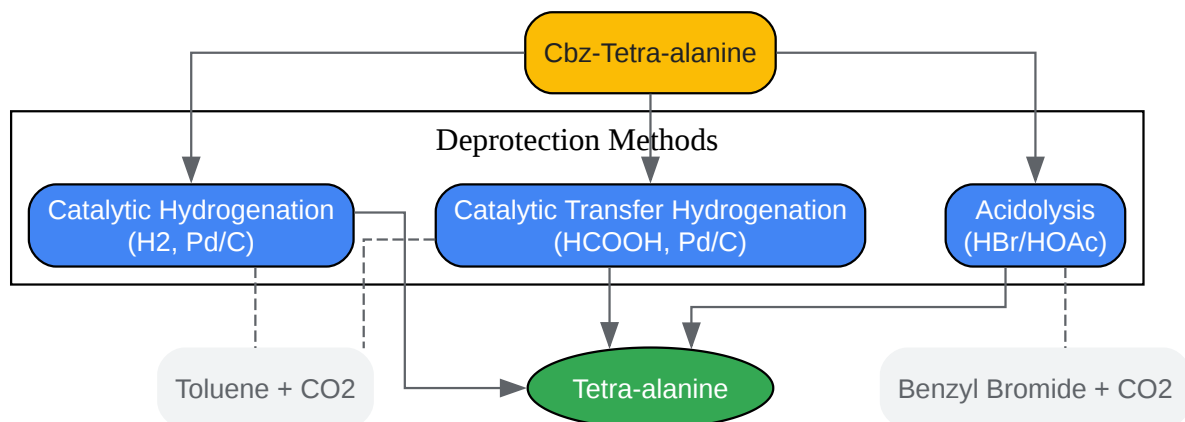 Cbz-Tetra-alanine
Deprotection Methods
Catalytic Hydrogenation
(H2, Pd/C)
Catalytic Transfer Hydrogenation
(HCOOH, Pd/C)
Acidolysis
(HBr/HOAc)
Toluene + CO2
Tetra-alanine
Benzyl Bromide + CO2